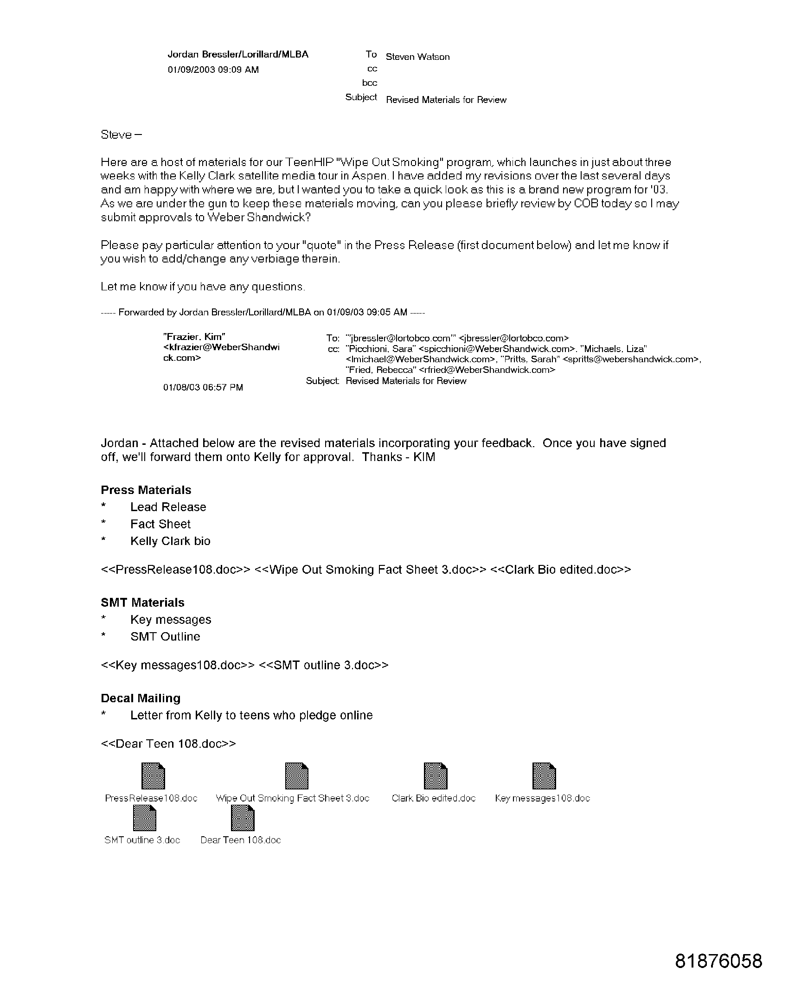 Jordan Bressler/Lorillard/MLBA To Steven Watson
01/09/2003 09:09 AM cc
bcc
Subject Revised Materials for Review
Steve –
Here are a host of materials for our TeenHIP "Wipe Out Smoking" program, which launches in just about three
weeks with the Kelly Clark satellite media tour in Aspen. I have added my revisions over the last several days
and am happy with where we are, but I wanted you to take a quick look as this is a brand new program for '03.
As we are under the gun to keep these materials moving, can you please briefly review by COB today so I may
submit approvals to Weber Shandwick?
Please pay particular attention to your "quote" in the Press Release (first document below) and let me know if
you wish to add/change any verbiage therein.
Let me know if you have any questions.
----- Forwarded by Jordan Bressler/Lorillard/MLBA on 01/09/03 09:05 AM -----
"Frazier, Kim" To: "'jbressler@lortobco.com'" <jbressler@lortobco.com>
<kfrazier@WeberShandwi cc: "Picchioni, Sara" <spicchioni@WeberShandwick.com>, "Michaels, Liza"
ck.com> <lmichael@WeberShandwick.com>, "Pritts, Sarah" <spritts@webershandwick.com>,
"Fried, Rebecca" <rfried@WeberShandwick.com>
Subject: Revised Materials for Review
01/08/03 06:57 PM
Jordan - Attached below are the revised materials incorporating your feedback. Once you have signed
off, we'll forward them onto Kelly for approval. Thanks - KIM
Press Materials
* Lead Release
* Fact Sheet
* Kelly Clark bio
<<PressRelease108.doc>> <<Wipe Out Smoking Fact Sheet 3.doc>> <<Clark Bio edited.doc>>
SMT Materials
* Key messages
* SMT Outline
<<Key messages108.doc>> <<SMT outline 3.doc>>
Decal Mailing
* Letter from Kelly to teens who pledge online
<<Dear Teen 108.doc>>
PressRelease108.doc Wipe Out Smoking Fact Sheet 3.doc Clark Bio edited.doc Key messages108.doc
SMT outline 3.doc Dear Teen 108.doc
81876058